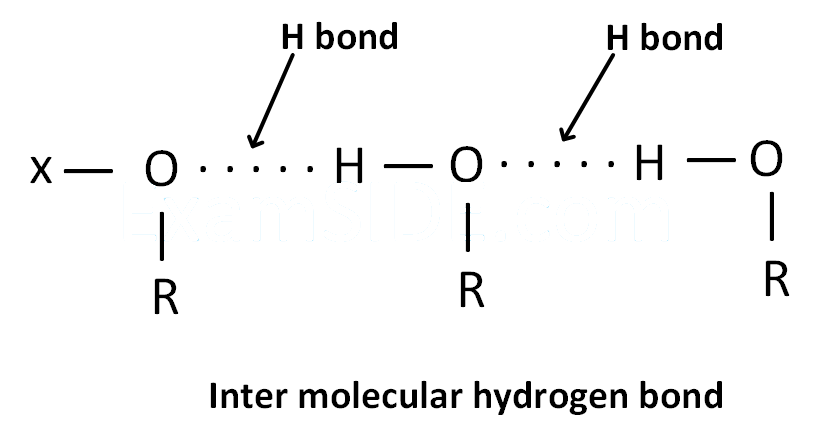 H bond H bond
x — O · · · · · H — O · · · · · H — O
| | |
R R R
Inter molecular hydrogen bond